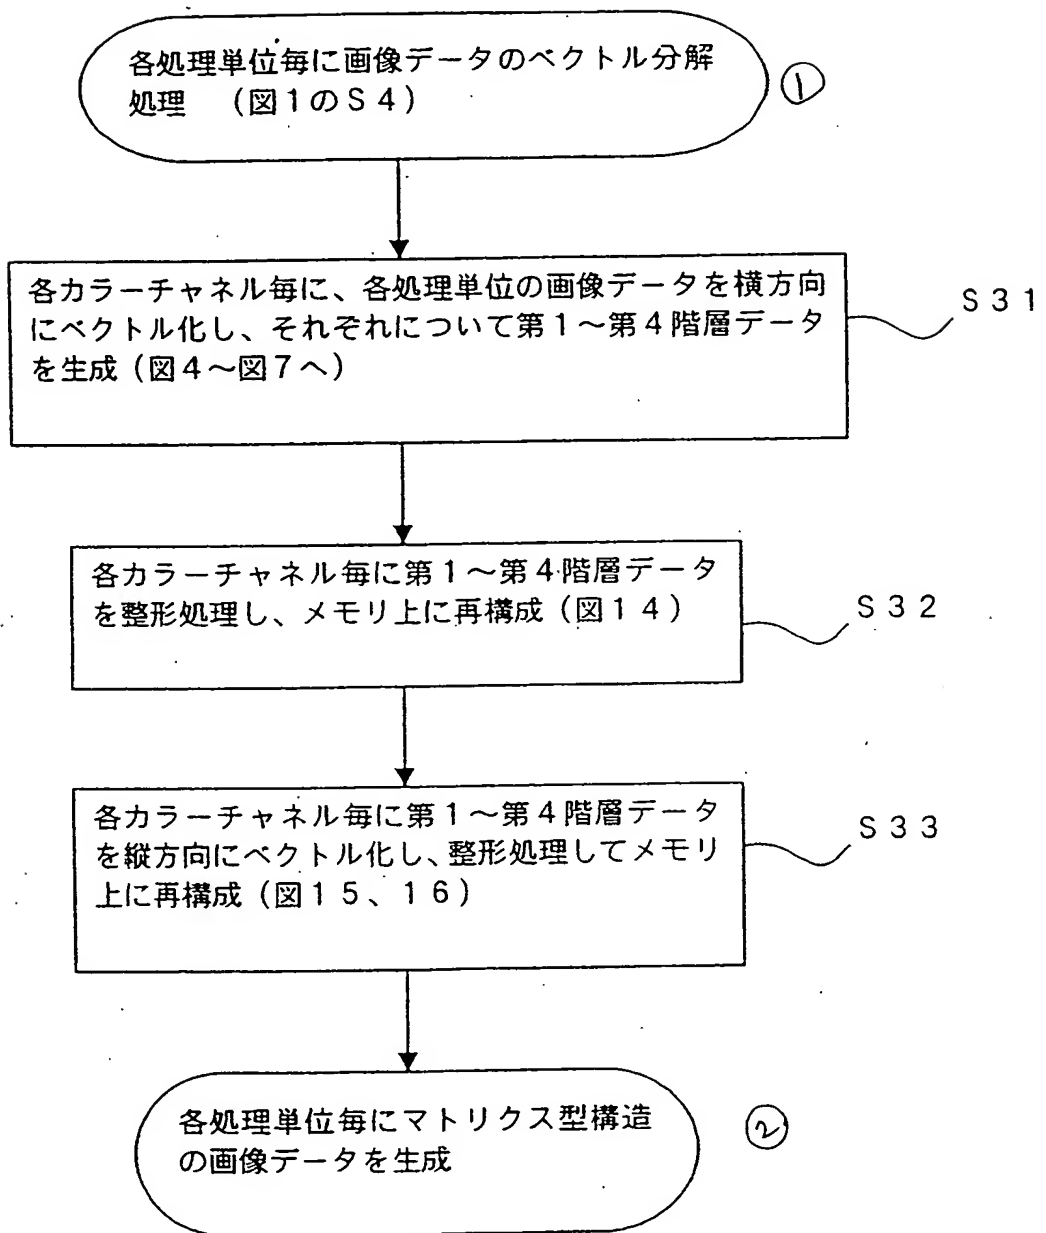 各処理単位毎に画像データのベクトル分解
処理　（図１のＳ４）
①
各カラーチャネル毎に、各処理単位の画像データを横方向
にベクトル化し、それぞれについて第１～第４階層データ
を生成（図４～図７へ）
Ｓ３１
各カラーチャネル毎に第１～第４階層データ
を整形処理し、メモリ上に再構成（図１４）
Ｓ３２
各カラーチャネル毎に第１～第４階層データ
を縦方向にベクトル化し、整形処理してメモリ
上に再構成（図１５、１６）
Ｓ３３
各処理単位毎にマトリクス型構造
の画像データを生成
②